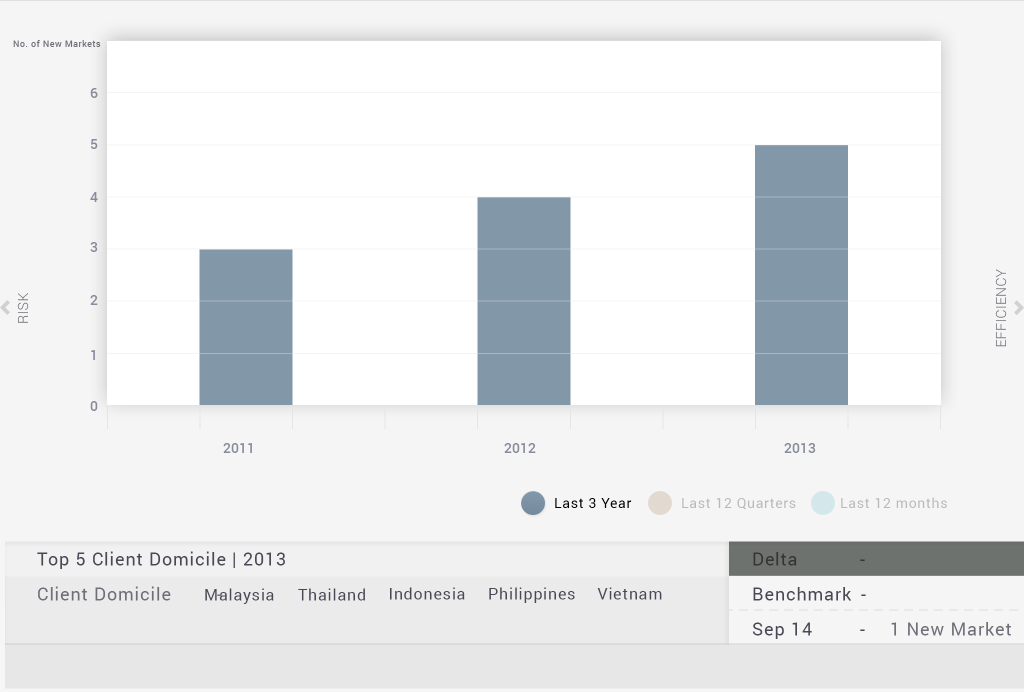 No. of New Markets
6
5
4
3
2
1
0
RISK
EFFICIENCY
2011 2012 2013
Last 3 Year Last 12 Quarters Last 12 months
Top 5 Client Domicile | 2013
Delta -
Client Domicile Malaysia Thailand Indonesia Philippines Vietnam
Benchmark -
Sep 14 - 1 New Market